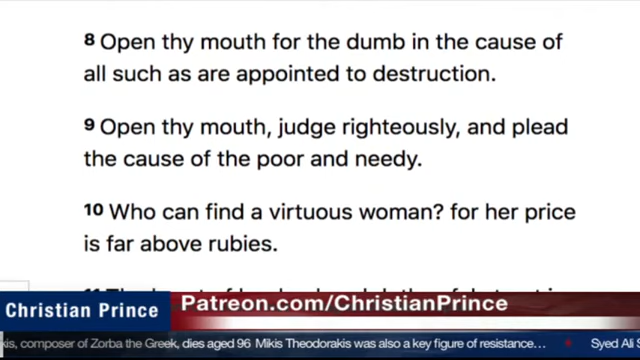 8 Open thy mouth for the dumb in the cause of
all such as are appointed to destruction.
9 Open thy mouth, judge righteously, and plead
the cause of the poor and needy.
10 Who can find a virtuous woman? for her price
is far above rubies.
11
Christian Prince
Patreon.com/ChristianPrince
kis, composer of Zorba the Greek, dies aged 96 Mikis Theodorakis was also a key figure of resistance... Syed Ali